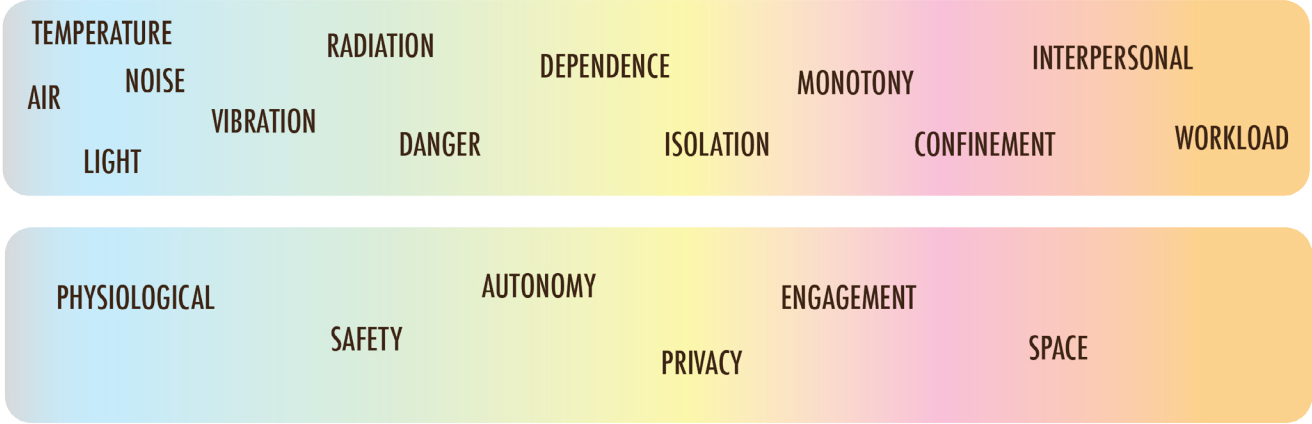 TEMPERATURE
RADIATION
INTERPERSONAL
DEPENDENCE
NOISE
MONOTONY
AIR
VIBRATION
WORKLOAD
DANGER
ISOLATION
CONFINEMENT
LIGHT
AUTONOMY
PHYSIOLOGICAL
ENGAGEMENT
SAFETY
SPACE
PRIVACY